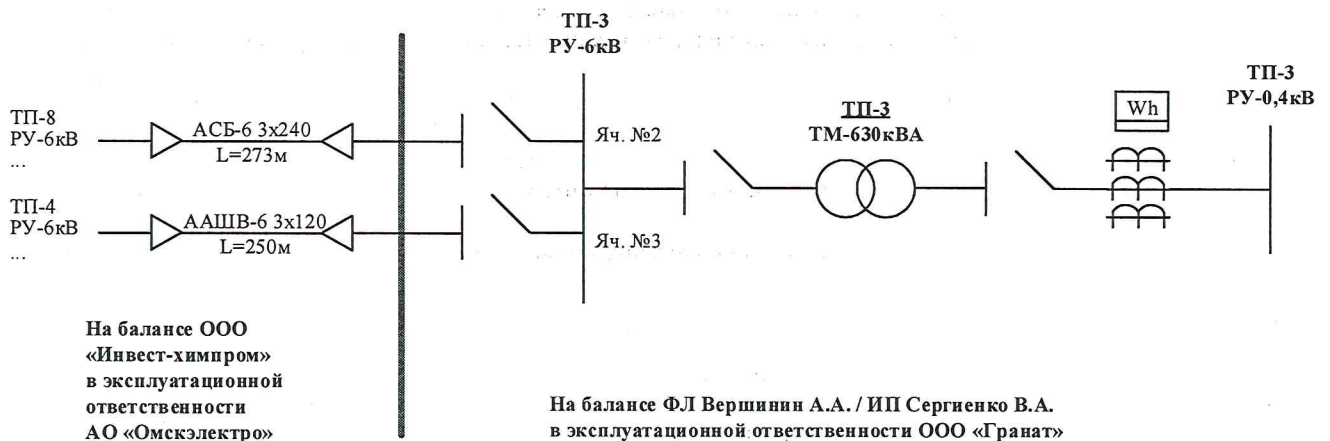 ТП-3
РУ-6кВ
ТП-3
РУ-0,4кВ
Wh
ТП-3
ТМ-630кВА
ТП-8
РУ-6кВ
...
АСБ-6 3х240
L=273м
Яч. №2
ТП-4
РУ-6кВ
...
ААШВ-6 3х120
L=250м
Яч. №3
На балансе ООО
«Инвест-химпром»
в эксплуатационной
ответственности
АО «Омскэлектро»
На балансе ФЛ Вершинин А.А. / ИП Сергиенко В.А.
в эксплуатационной ответственности ООО «Гранат»